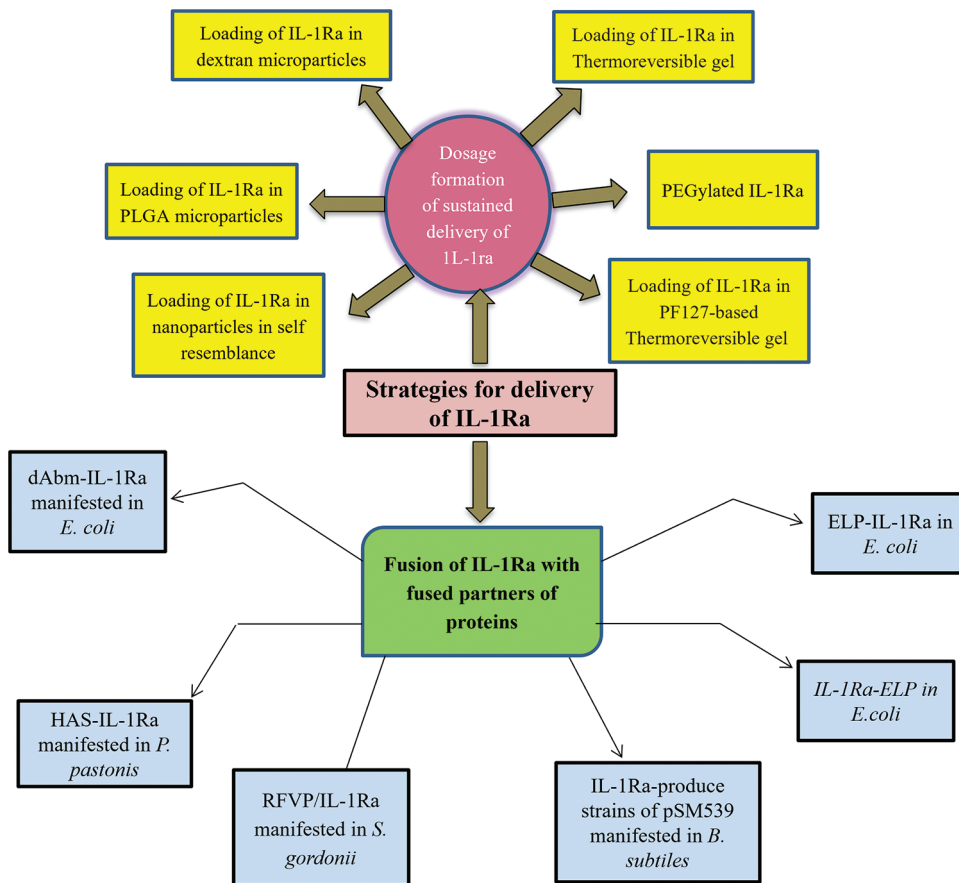 Loading of IL-1Ra in
dextran microparticles
Loading of IL-1Ra in
Thermoreversible gel
Dosage
formation
of sustained
delivery of
1L-1ra
Loading of IL-1Ra in
PLGA microparticles
PEGylated IL-1Ra
Loading of IL-1Ra in
nanoparticles in self
resemblance
Loading of IL-1Ra in
PF127-based
Thermoreversible gel
Strategies for delivery
of IL-1Ra
dAbm-IL-1Ra
manifested in
E. coli
ELP-IL-1Ra in
E. coli
Fusion of IL-1Ra with
fused partners of
proteins
HAS-IL-1Ra
manifested in P.
pastonis
IL-1Ra-ELP in
E.coli
RFVP/IL-1Ra
manifested in S.
gordonii
IL-1Ra-produce
strains of pSM539
manifested in B.
subtiles